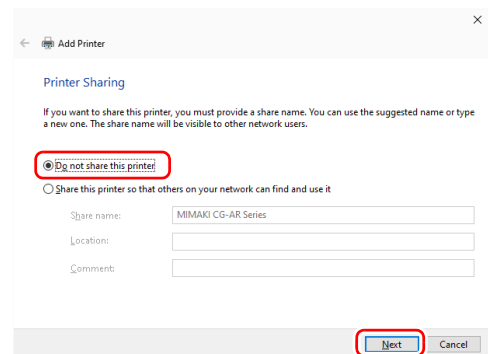 Add Printer
Printer Sharing
If you want to share this printer, you must provide a share name. You can use the suggested name or type
a new one. The share name will be visible to other network users.
Do not share this printer
Share this printer so that others on your network can find and use it
Share name: MIMAKI CG-AR Series
Location:
Comment:
Next Cancel